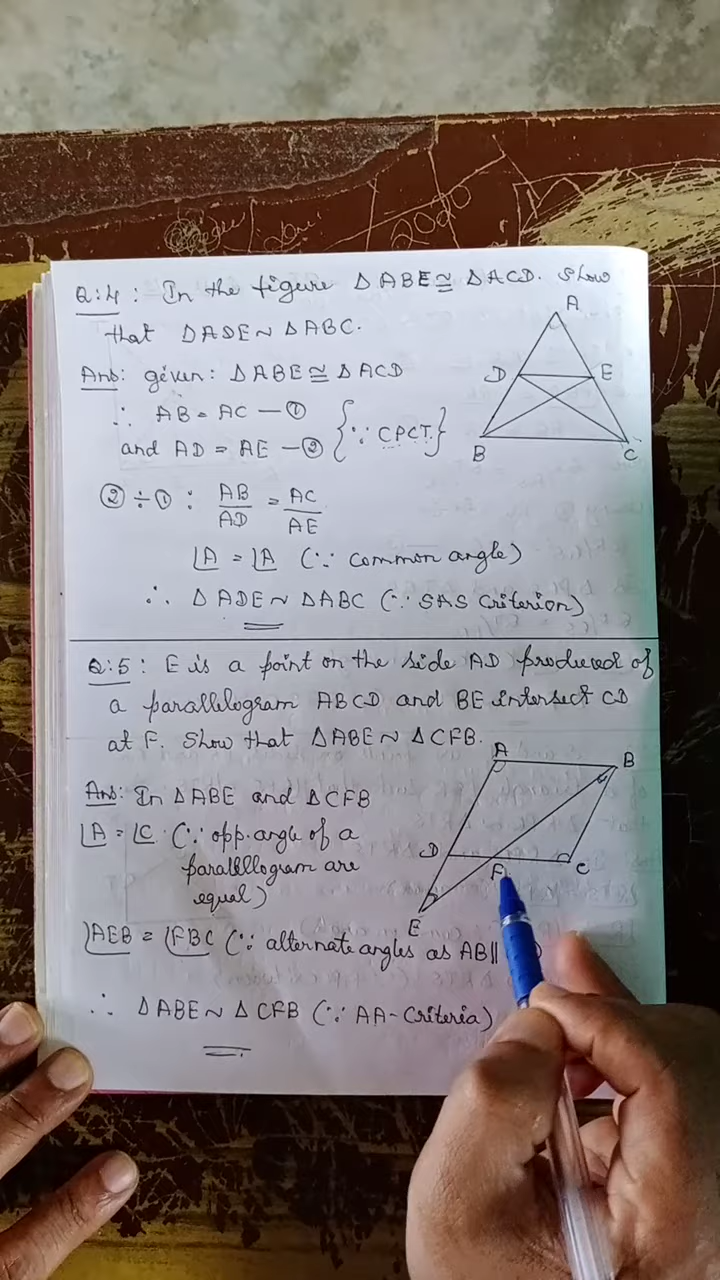 2020
Q:4 : In the figure △ABE ≅ △ACD. Show
that △ADE ~ △ABC.
Ans: given: △ABE ≅ △ACD
∴ AB = AC — ①
and AD = AE — ② {∵ CPCT.}
② ÷ ① : AB/AD = AC/AE
∠A = ∠A (∵ common angle)
∴ △ADE ~ △ABC (∵ SAS Criterion)
A
D E
B C
Q:5 : E is a point on the side AD produced of
a parallelogram ABCD and BE intersect CD
at F. Show that △ABE ~ △CFB.
Ans: In △ABE and △CFB
∠A = ∠C (∵ opp. angle of a
parallelogram are
equal)
∠AEB = ∠FBC (∵ alternate angles as AB||
∴ △ABE ~ △CFB (∵ AA-Criteria)
A B
D F C
E